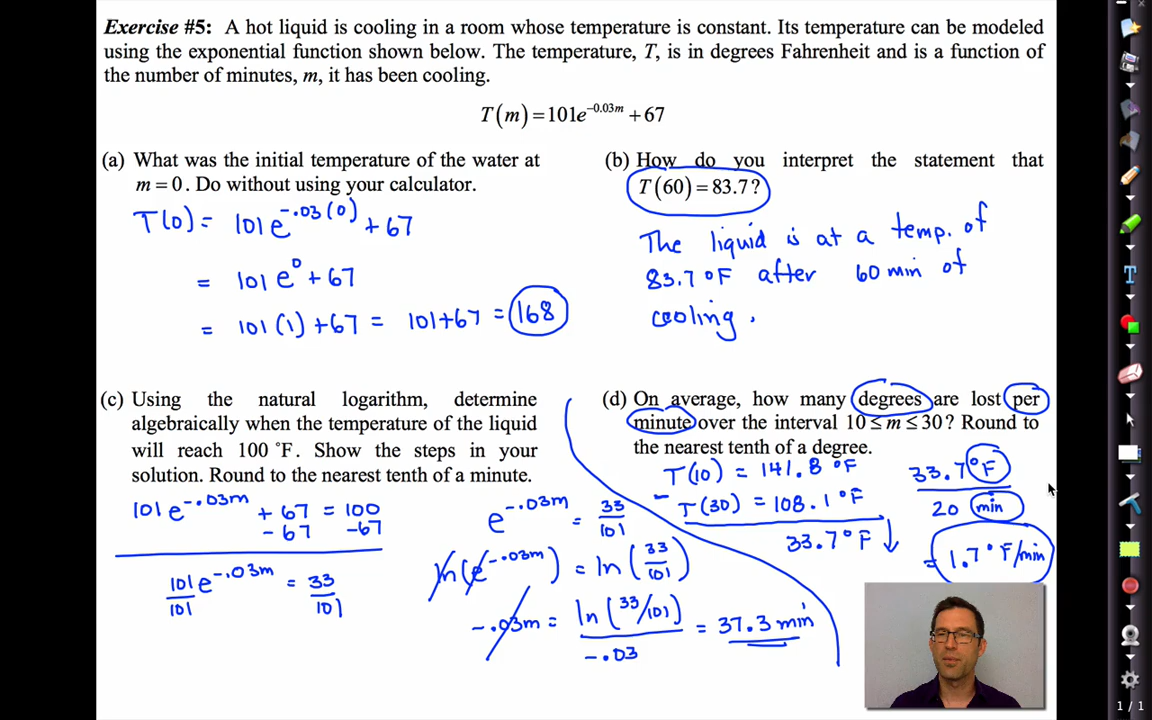 Exercise #5: A hot liquid is cooling in a room whose temperature is constant. Its temperature can be modeled
using the exponential function shown below. The temperature, T, is in degrees Fahrenheit and is a function of
the number of minutes, m, it has been cooling.
T(m)=101e^{-0.03m}+67
(a) What was the initial temperature of the water at
m=0. Do without using your calculator.
T(0) = 101e^{-.03(0)} +67
= 101e^0 +67
= 101(1)+67 = 101+67 = 168
(b) How do you interpret the statement that
T(60)=83.7?
The liquid is at a temp. of
83.7 °F after 60 min of
cooling.
(c) Using the natural logarithm, determine
algebraically when the temperature of the liquid
will reach 100 °F. Show the steps in your
solution. Round to the nearest tenth of a minute.
101e^{-.03m} +67 = 100
-67 -67
101e^{-.03m}/101 = 33/101
e^{-.03m} = 33/101
ln(e^{-.03m}) = ln(33/101)
-.03m = ln(33/101)/-.03 = 37.3 min
(d) On average, how many degrees are lost per
minute over the interval 10≤m≤30? Round to
the nearest tenth of a degree.
T(10) = 141.8 °F
- T(30) = 108.1 °F
33.7 °F ↓
33.7 °F/20 min
= 1.7 °F/min
T
1 / 1